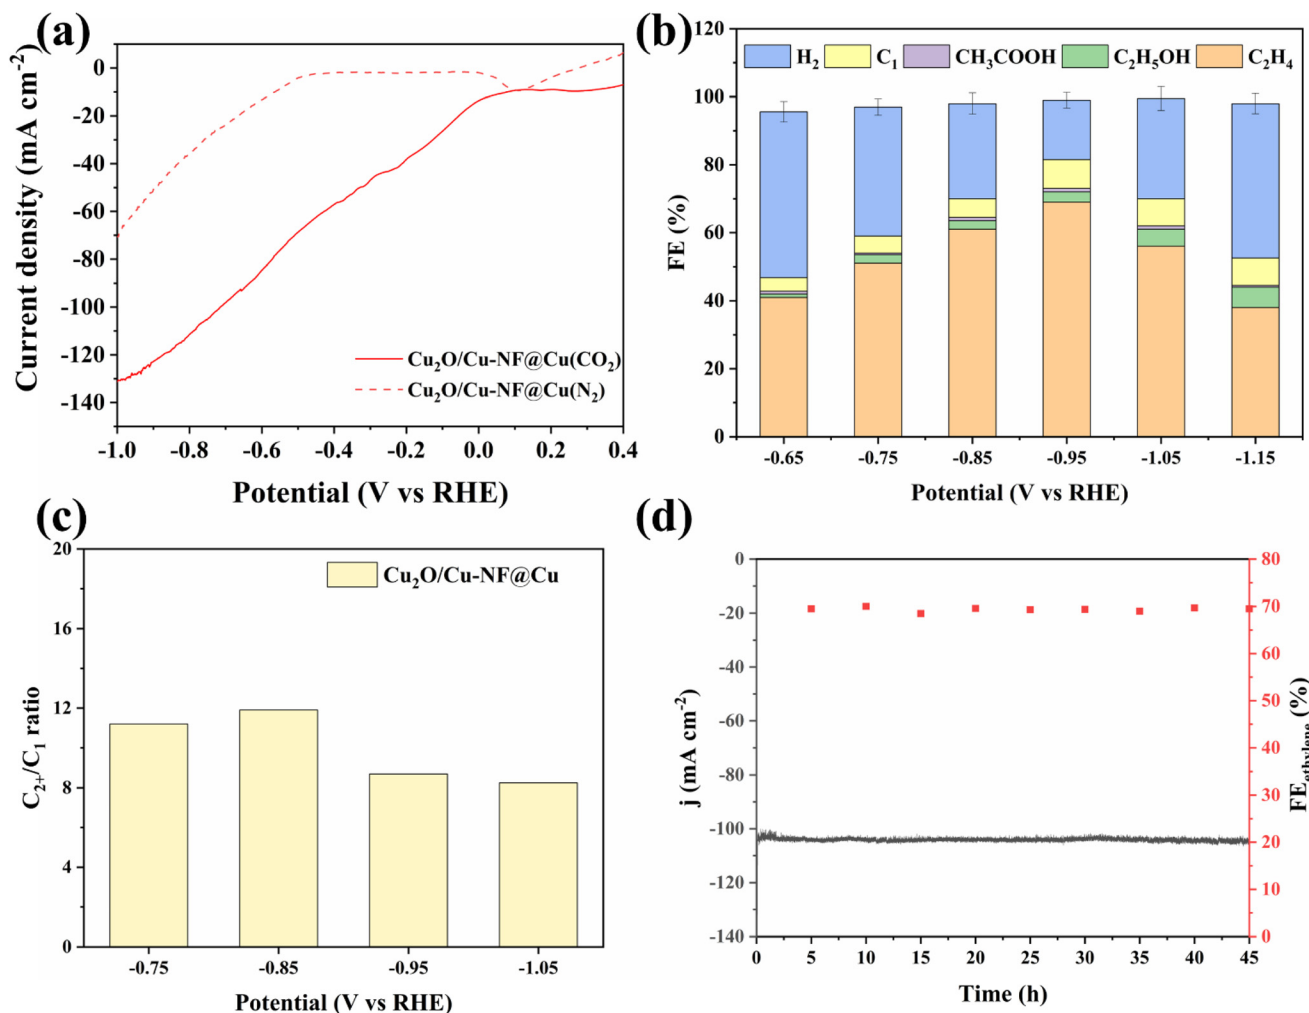 (a)
Current density (mA cm⁻²)
0
-20
-40
-60
-80
-100
-120
-140
Cu₂O/Cu-NF@Cu(CO₂)
Cu₂O/Cu-NF@Cu(N₂)
-1.0 -0.8 -0.6 -0.4 -0.2 0.0 0.2 0.4
Potential (V vs RHE)
(b)
FE (%)
120
100
80
60
40
20
0
H₂ C₁ CH₃COOH C₂H₅OH C₂H₄
-0.65 -0.75 -0.85 -0.95 -1.05 -1.15
Potential (V vs RHE)
(c)
C₂₊/C₁ ratio
20
16
12
8
4
0
Cu₂O/Cu-NF@Cu
-0.75 -0.85 -0.95 -1.05
Potential (V vs RHE)
(d)
j (mA cm⁻²)
0
-20
-40
-60
-80
-100
-120
-140
80
70
60
50
40
30
20
10
0
FEethylene (%)
0 5 10 15 20 25 30 35 40 45
Time (h)